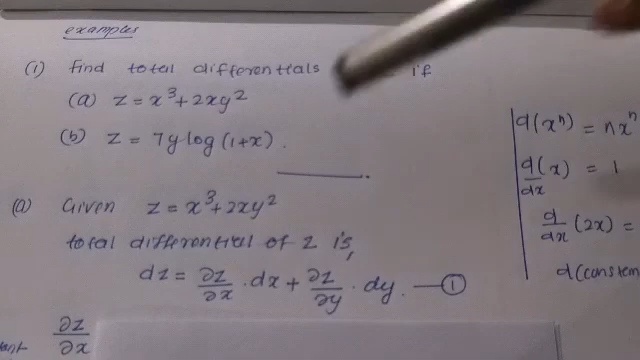 examples
(1) Find total differentials if
(a) z = x³ + 2xy²
(b) z = 7y log(1+x).
(a) Given z = x³ + 2xy²
total differential of z is,
dz = ∂z/∂x · dx + ∂z/∂y · dy. —①
∂z/∂x
d(xⁿ) = nxⁿ
d/dx (x) = 1
d/dx (2x) =
d(constan